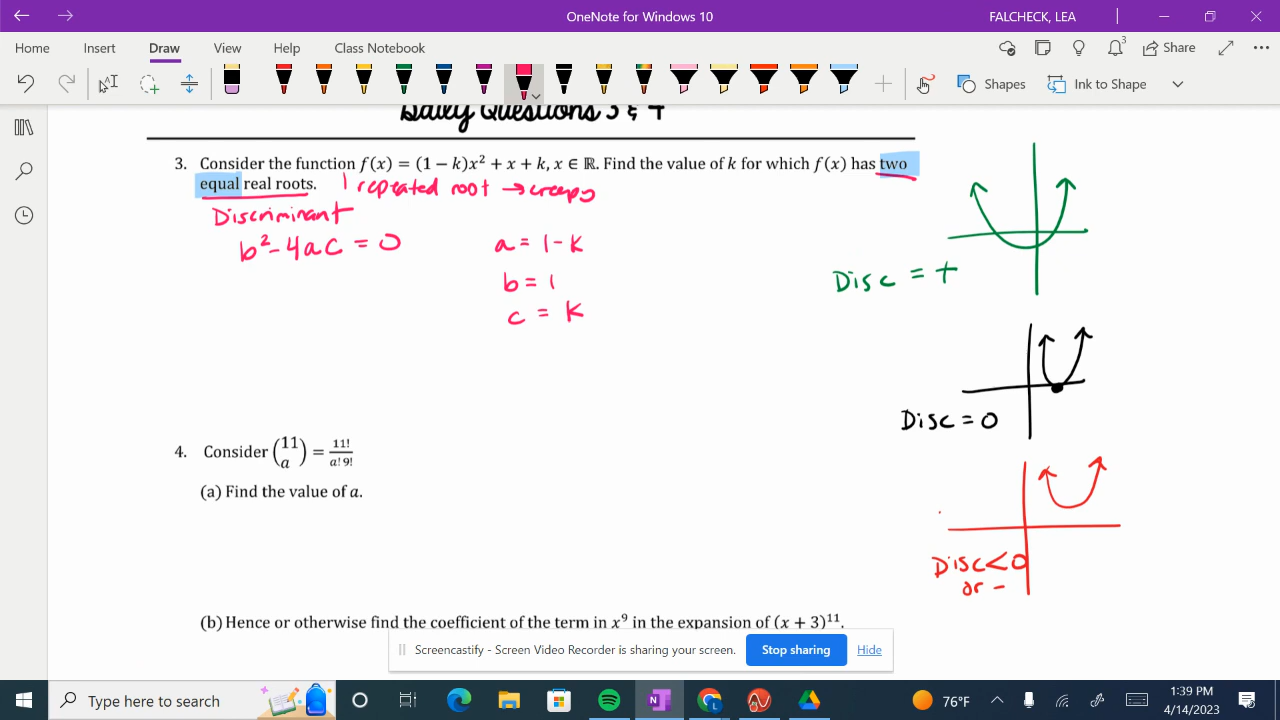 OneNote for Windows 10
FALCHECK, LEA
Home Insert Draw View Help Class Notebook
3
Share
Shapes
Ink to Shape
Daily Questions 3 & 4
3. Consider the function f(x) = (1 − k)x² + x + k, x ∈ ℝ. Find the value of k for which f(x) has two
equal real roots.
1 repeated root → creeps
Discriminant
b² - 4ac = 0
a = 1 - k
b = 1
c = k
Disc = +
Disc = 0
Disc < 0
or -
4. Consider (11 a) = 11!/a! 9!
(a) Find the value of a.
(b) Hence or otherwise find the coefficient of the term in x⁹ in the expansion of (x + 3)¹¹.
Screencastify - Screen Video Recorder is sharing your screen.
Stop sharing
Hide
Type here to search
76°F
1:39 PM
4/14/2023